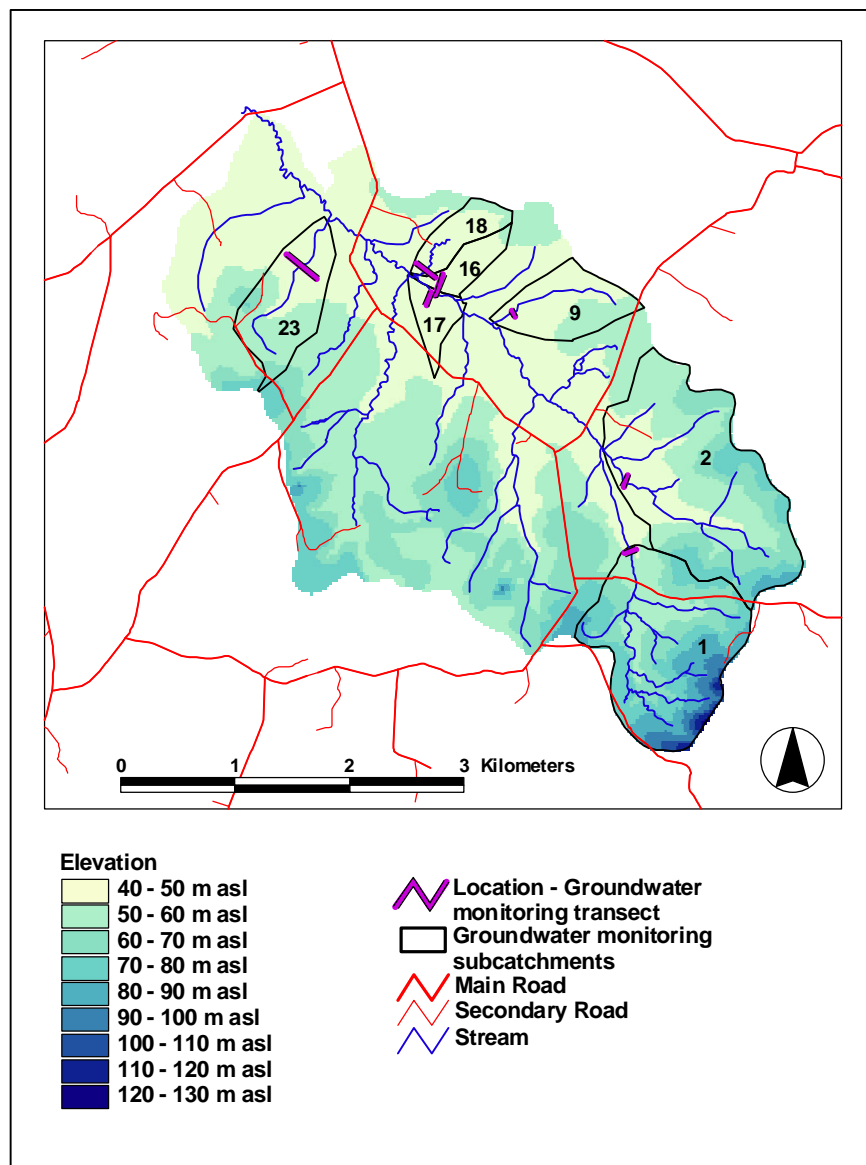 18
16
9
23
17
2
1
0 1 2 3 Kilometers
Elevation
40 - 50 m asl
50 - 60 m asl
60 - 70 m asl
70 - 80 m asl
80 - 90 m asl
90 - 100 m asl
100 - 110 m asl
110 - 120 m asl
120 - 130 m asl
Location - Groundwater
monitoring transect
Groundwater monitoring
subcatchments
Main Road
Secondary Road
Stream